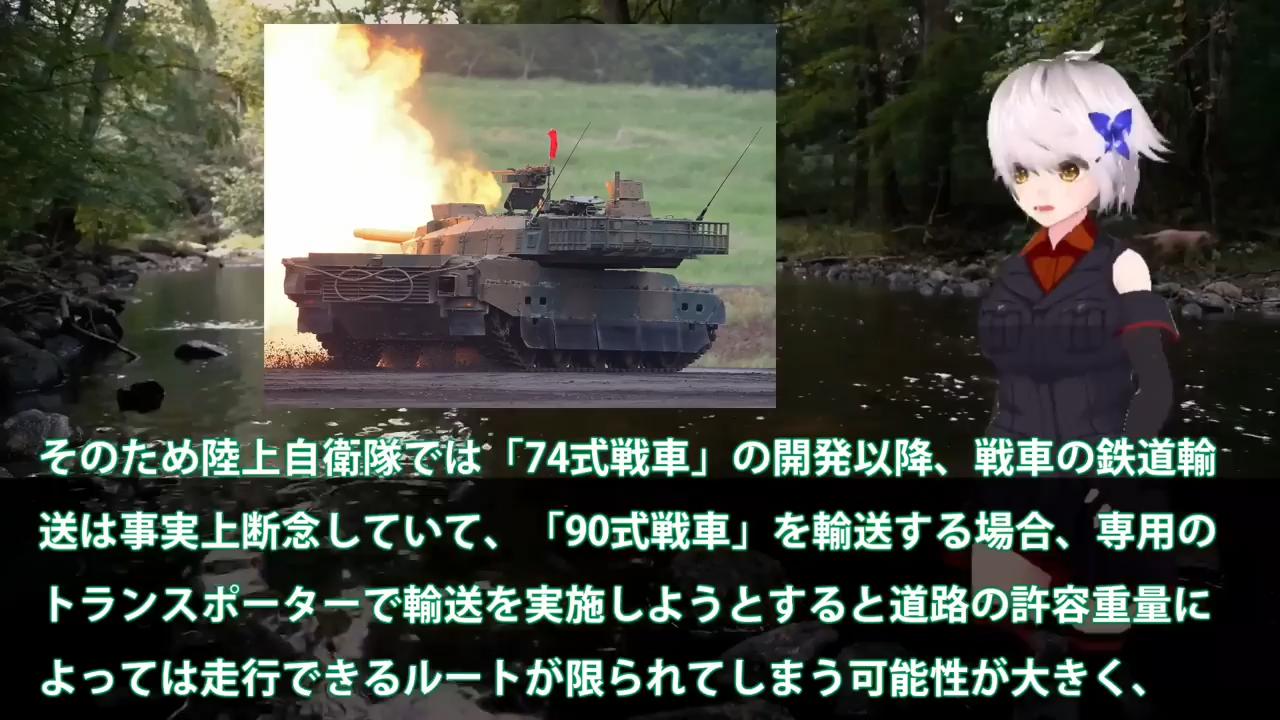 そのため陸上自衛隊では「74式戦車」の開発以降、戦車の鉄道輸
送は事実上断念していて、「90式戦車」を輸送する場合、専用の
トランスポーターで輸送を実施しようとすると道路の許容重量に
よっては走行できるルートが限られてしまう可能性が大きく、